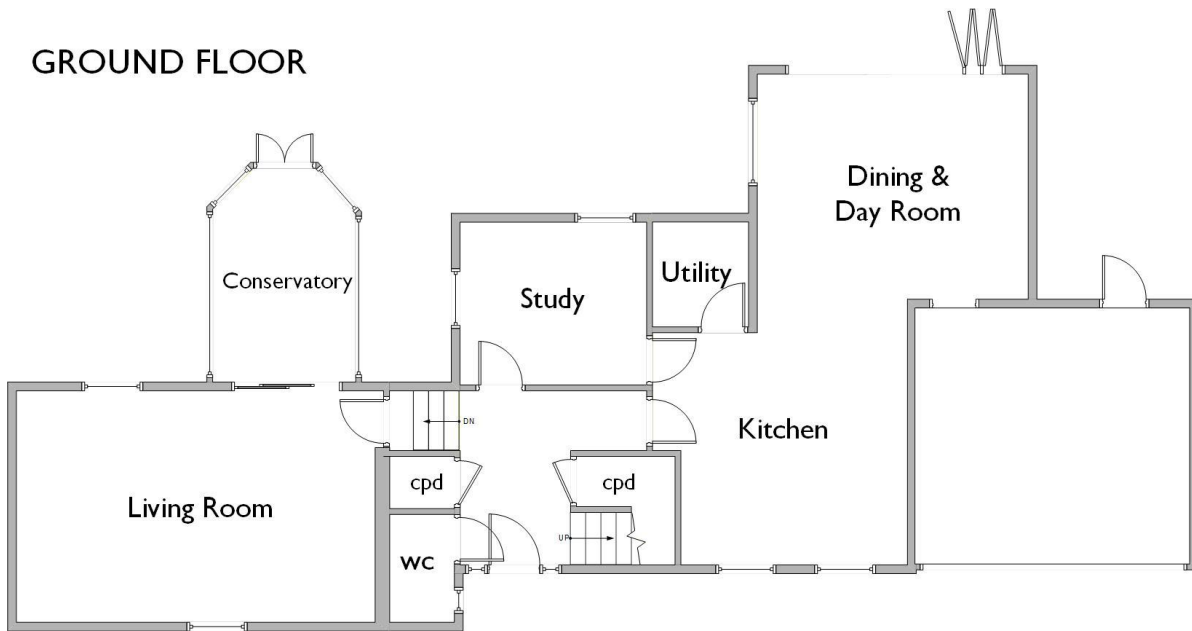 GROUND FLOOR
Dining &
Day Room
Conservatory
Study
Utility
DN
Kitchen
Living Room
cpd
cpd
UP
WC